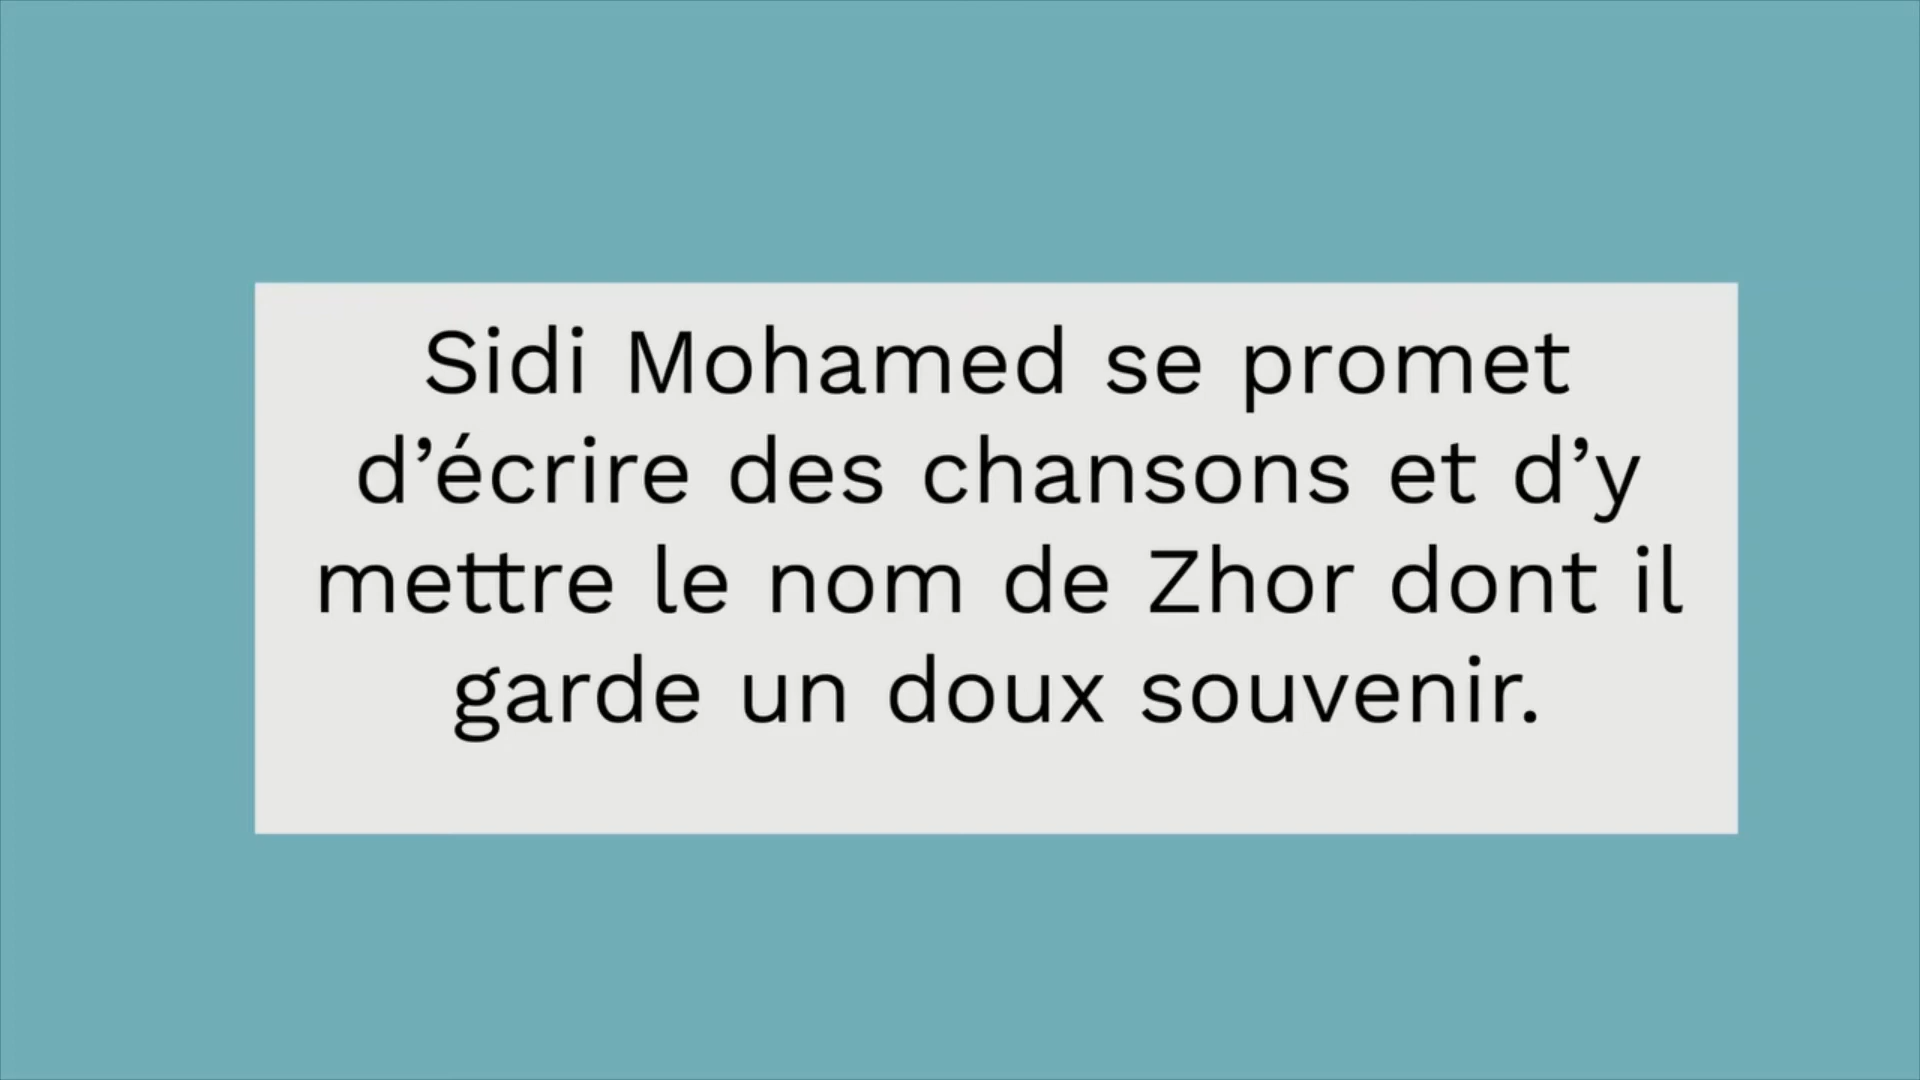 Sidi Mohamed se promet
d’écrire des chansons et d’y
mettre le nom de Zhor dont il
garde un doux souvenir.